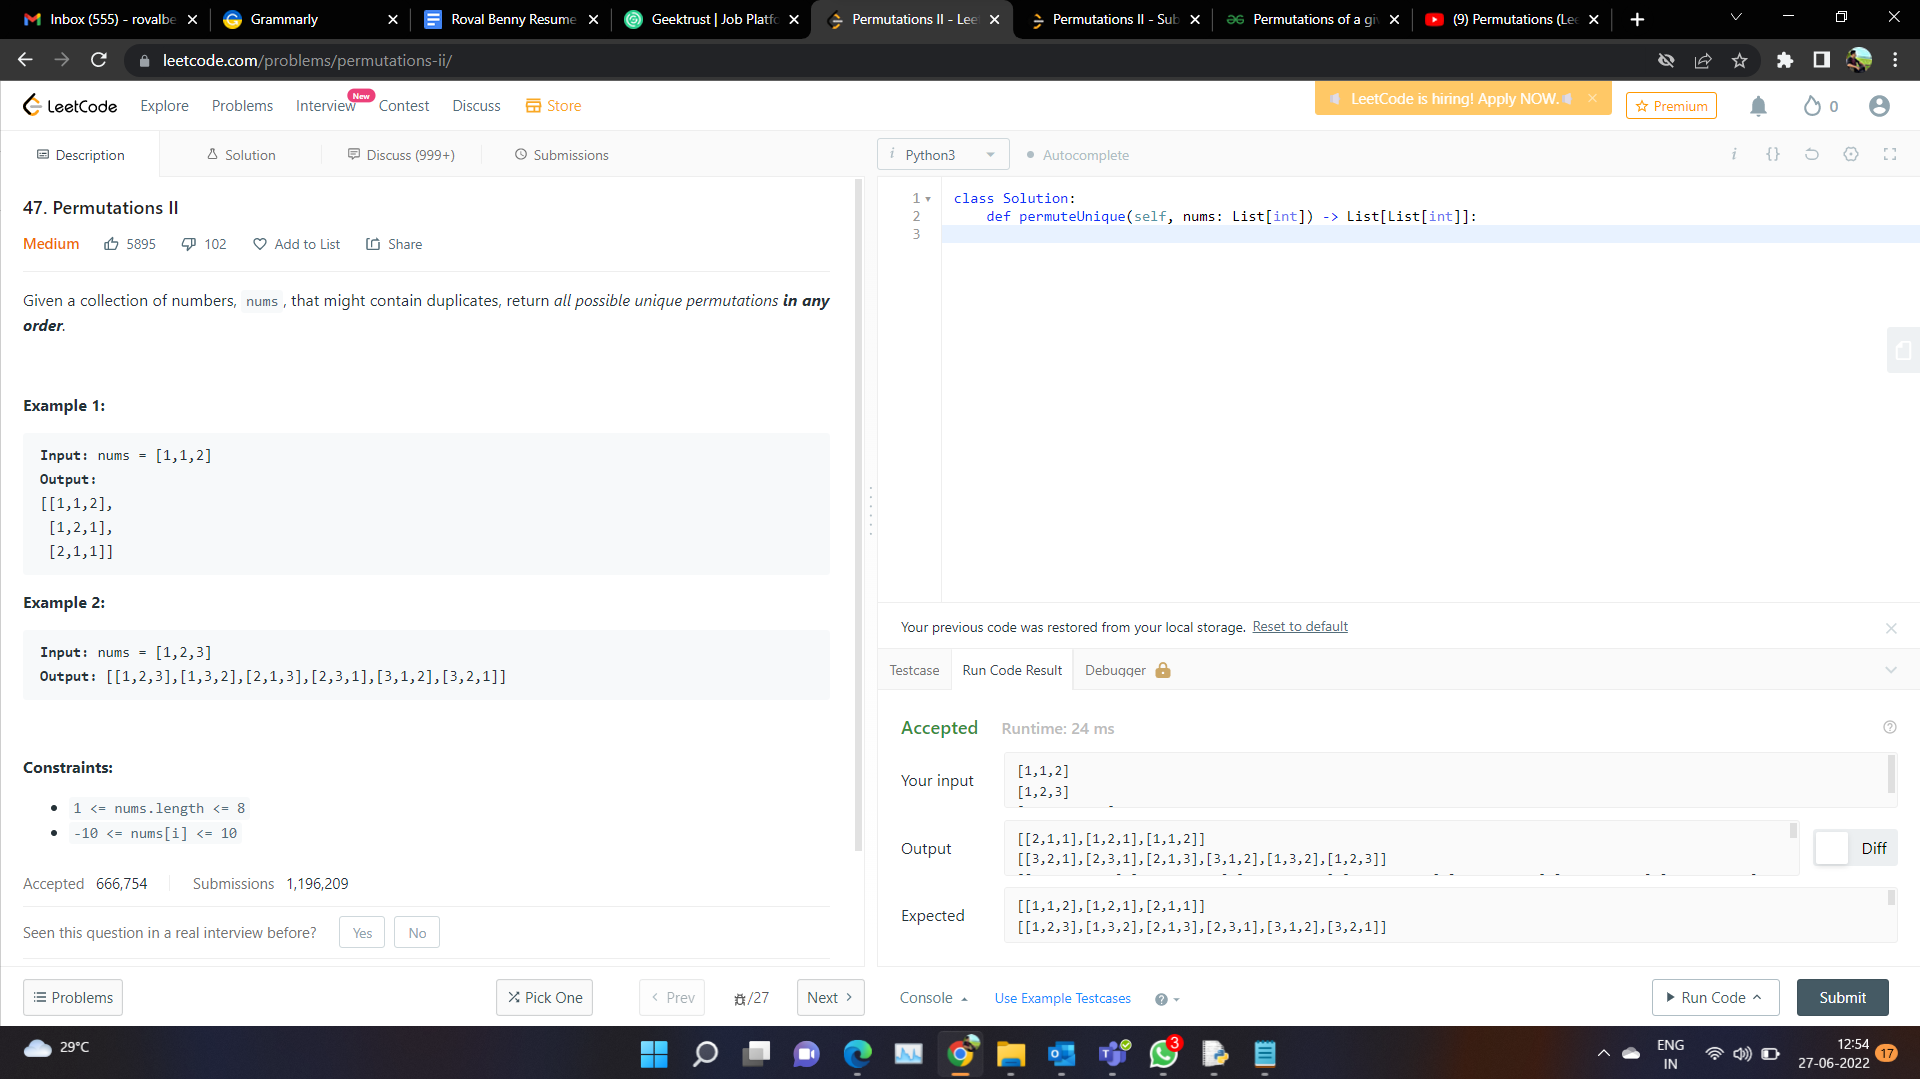 Inbox (555) - rovalbe
Grammarly
Roval Benny Resume
Geektrust | Job Platfo
Permutations II - Lee
Permutations II - Sub
Permutations of a giv
(9) Permutations (Lee
leetcode.com/problems/permutations-ii/
LeetCode
Explore
Problems
Interview
New
Contest
Discuss
Store
LeetCode is hiring! Apply NOW.
Premium
0
Description
Solution
Discuss (999+)
Submissions
Python3
Autocomplete
47. Permutations II
Medium
5895
102
Add to List
Share
Given a collection of numbers, nums , that might contain duplicates, return all possible unique permutations in any
order.
Example 1:
Input: nums = [1,1,2]
Output:
[[1,1,2],
[1,2,1],
[2,1,1]]
Example 2:
Input: nums = [1,2,3]
Output: [[1,2,3],[1,3,2],[2,1,3],[2,3,1],[3,1,2],[3,2,1]]
Constraints:
1 <= nums.length <= 8
-10 <= nums[i] <= 10
Accepted 666,754
Submissions 1,196,209
Seen this question in a real interview before?
Yes
No
1 class Solution:
2 def permuteUnique(self, nums: List[int]) -> List[List[int]]:
3
Your previous code was restored from your local storage. Reset to default
Testcase
Run Code Result
Debugger
Accepted
Runtime: 24 ms
Your input
[1,1,2]
[1,2,3]
Output
[[2,1,1],[1,2,1],[1,1,2]]
[[3,2,1],[2,3,1],[2,1,3],[3,1,2],[1,3,2],[1,2,3]]
Diff
Expected
[[1,1,2],[1,2,1],[2,1,1]]
[[1,2,3],[1,3,2],[2,1,3],[2,3,1],[3,1,2],[3,2,1]]
Problems
Pick One
Prev
/27
Next
Console
Use Example Testcases
Run Code
Submit
29°C
3
ENG
IN
12:54
27-06-2022
17